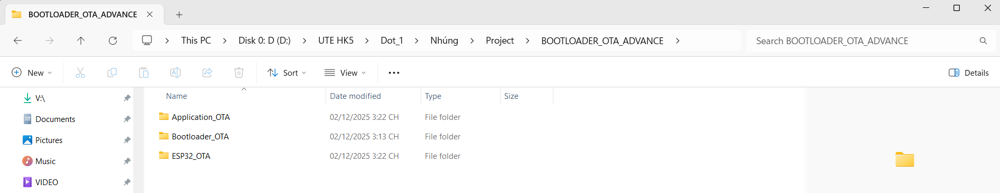 BOOTLOADER_OTA_ADVANCE
This PC Disk 0: D (D:) UTE HK5 Dot_1 Nhúng Project BOOTLOADER_OTA_ADVANCE Search BOOTLOADER_OTA_ADVANCE
New Sort View Details
V:\
Documents
Pictures
Music
VIDEO
Name Date modified Type Size
Application_OTA 02/12/2025 3:22 CH File folder
Bootloader_OTA 02/12/2025 3:13 CH File folder
ESP32_OTA 02/12/2025 3:22 CH File folder